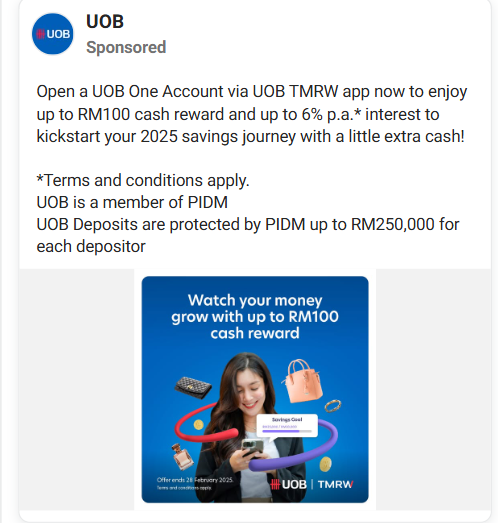 UOB
UOB
Sponsored
Open a UOB One Account via UOB TMRW app now to enjoy
up to RM100 cash reward and up to 6% p.a.* interest to
kickstart your 2025 savings journey with a little extra cash!
*Terms and conditions apply.
UOB is a member of PIDM
UOB Deposits are protected by PIDM up to RM250,000 for
each depositor
Watch your money
grow with up to RM100
cash reward
Savings Goal
Offer ends 28 February 2025.
Terms and conditions apply.
UOB | TMRW